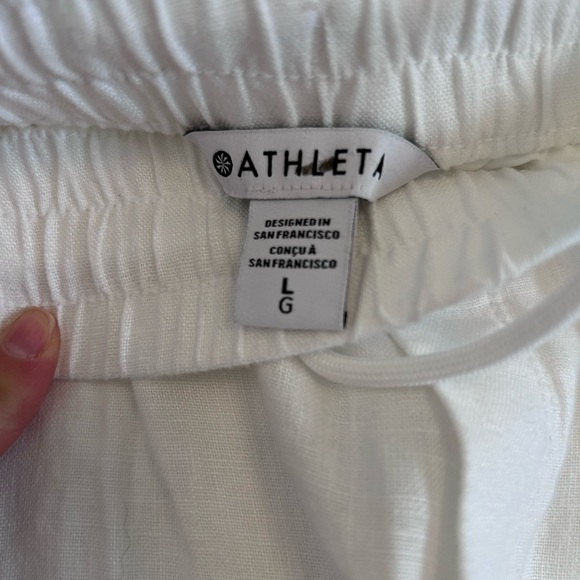 ATHLETA
DESIGNED IN
SAN FRANCISCO
CONÇU À
SAN FRANCISCO
L
G